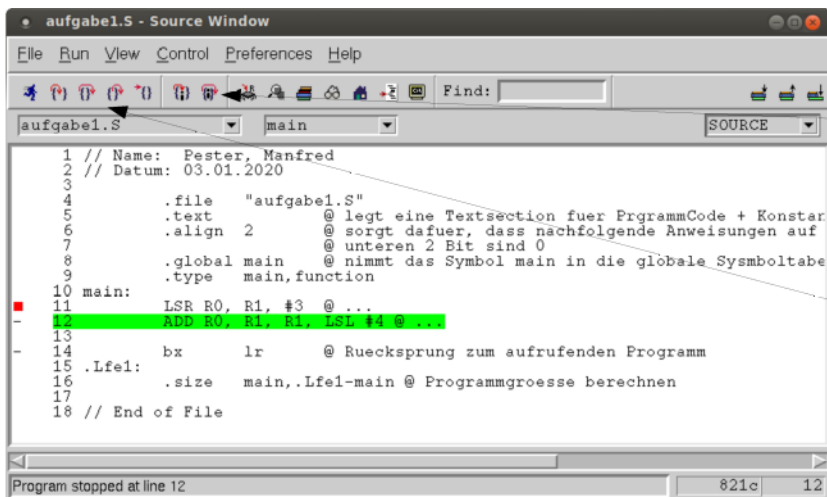 aufgabe1.S - Source Window
File Run View Control Preferences Help
Find:
aufgabe1.S main SOURCE
1 // Name: Pester, Manfred
2 // Datum: 03.01.2020
3
4 .file "aufgabe1.S"
5 .text @ legt eine Textsection fuer PrgrammCode + Konstan
6 .align 2 @ sorgt dafuer, dass nachfolgende Anweisungen auf
7 @ unteren 2 Bit sind 0
8 .global main @ nimmt das Symbol main in die globale Sysmboltabe
9 .type main,function
10 main:
11 LSR R0, R1, #3 @ ...
12 ADD R0, R1, R1, LSL #4 @ ...
13
14 bx lr @ Ruecksprung zum aufrufenden Programm
15 .Lfe1:
16 .size main,.Lfe1-main @ Programmgroesse berechnen
17
18 // End of File
Program stopped at line 12 821c 12